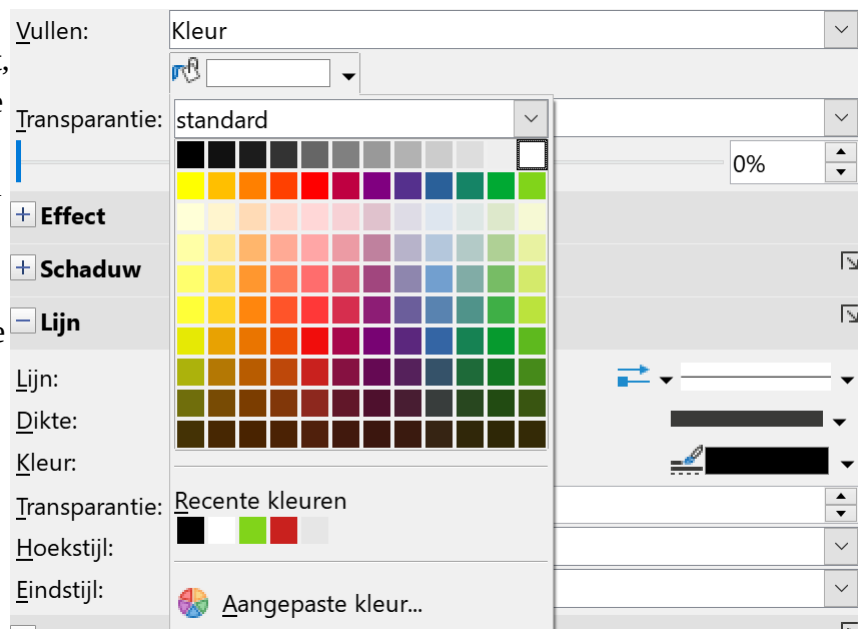 Vullen:
Kleur
Transparantie:
standard
0%
Effect
Schaduw
Lijn
Lijn:
Dikte:
Kleur:
Recente kleuren
Transparantie:
Hoekstijl:
Eindstijl:
Aangepaste kleur...